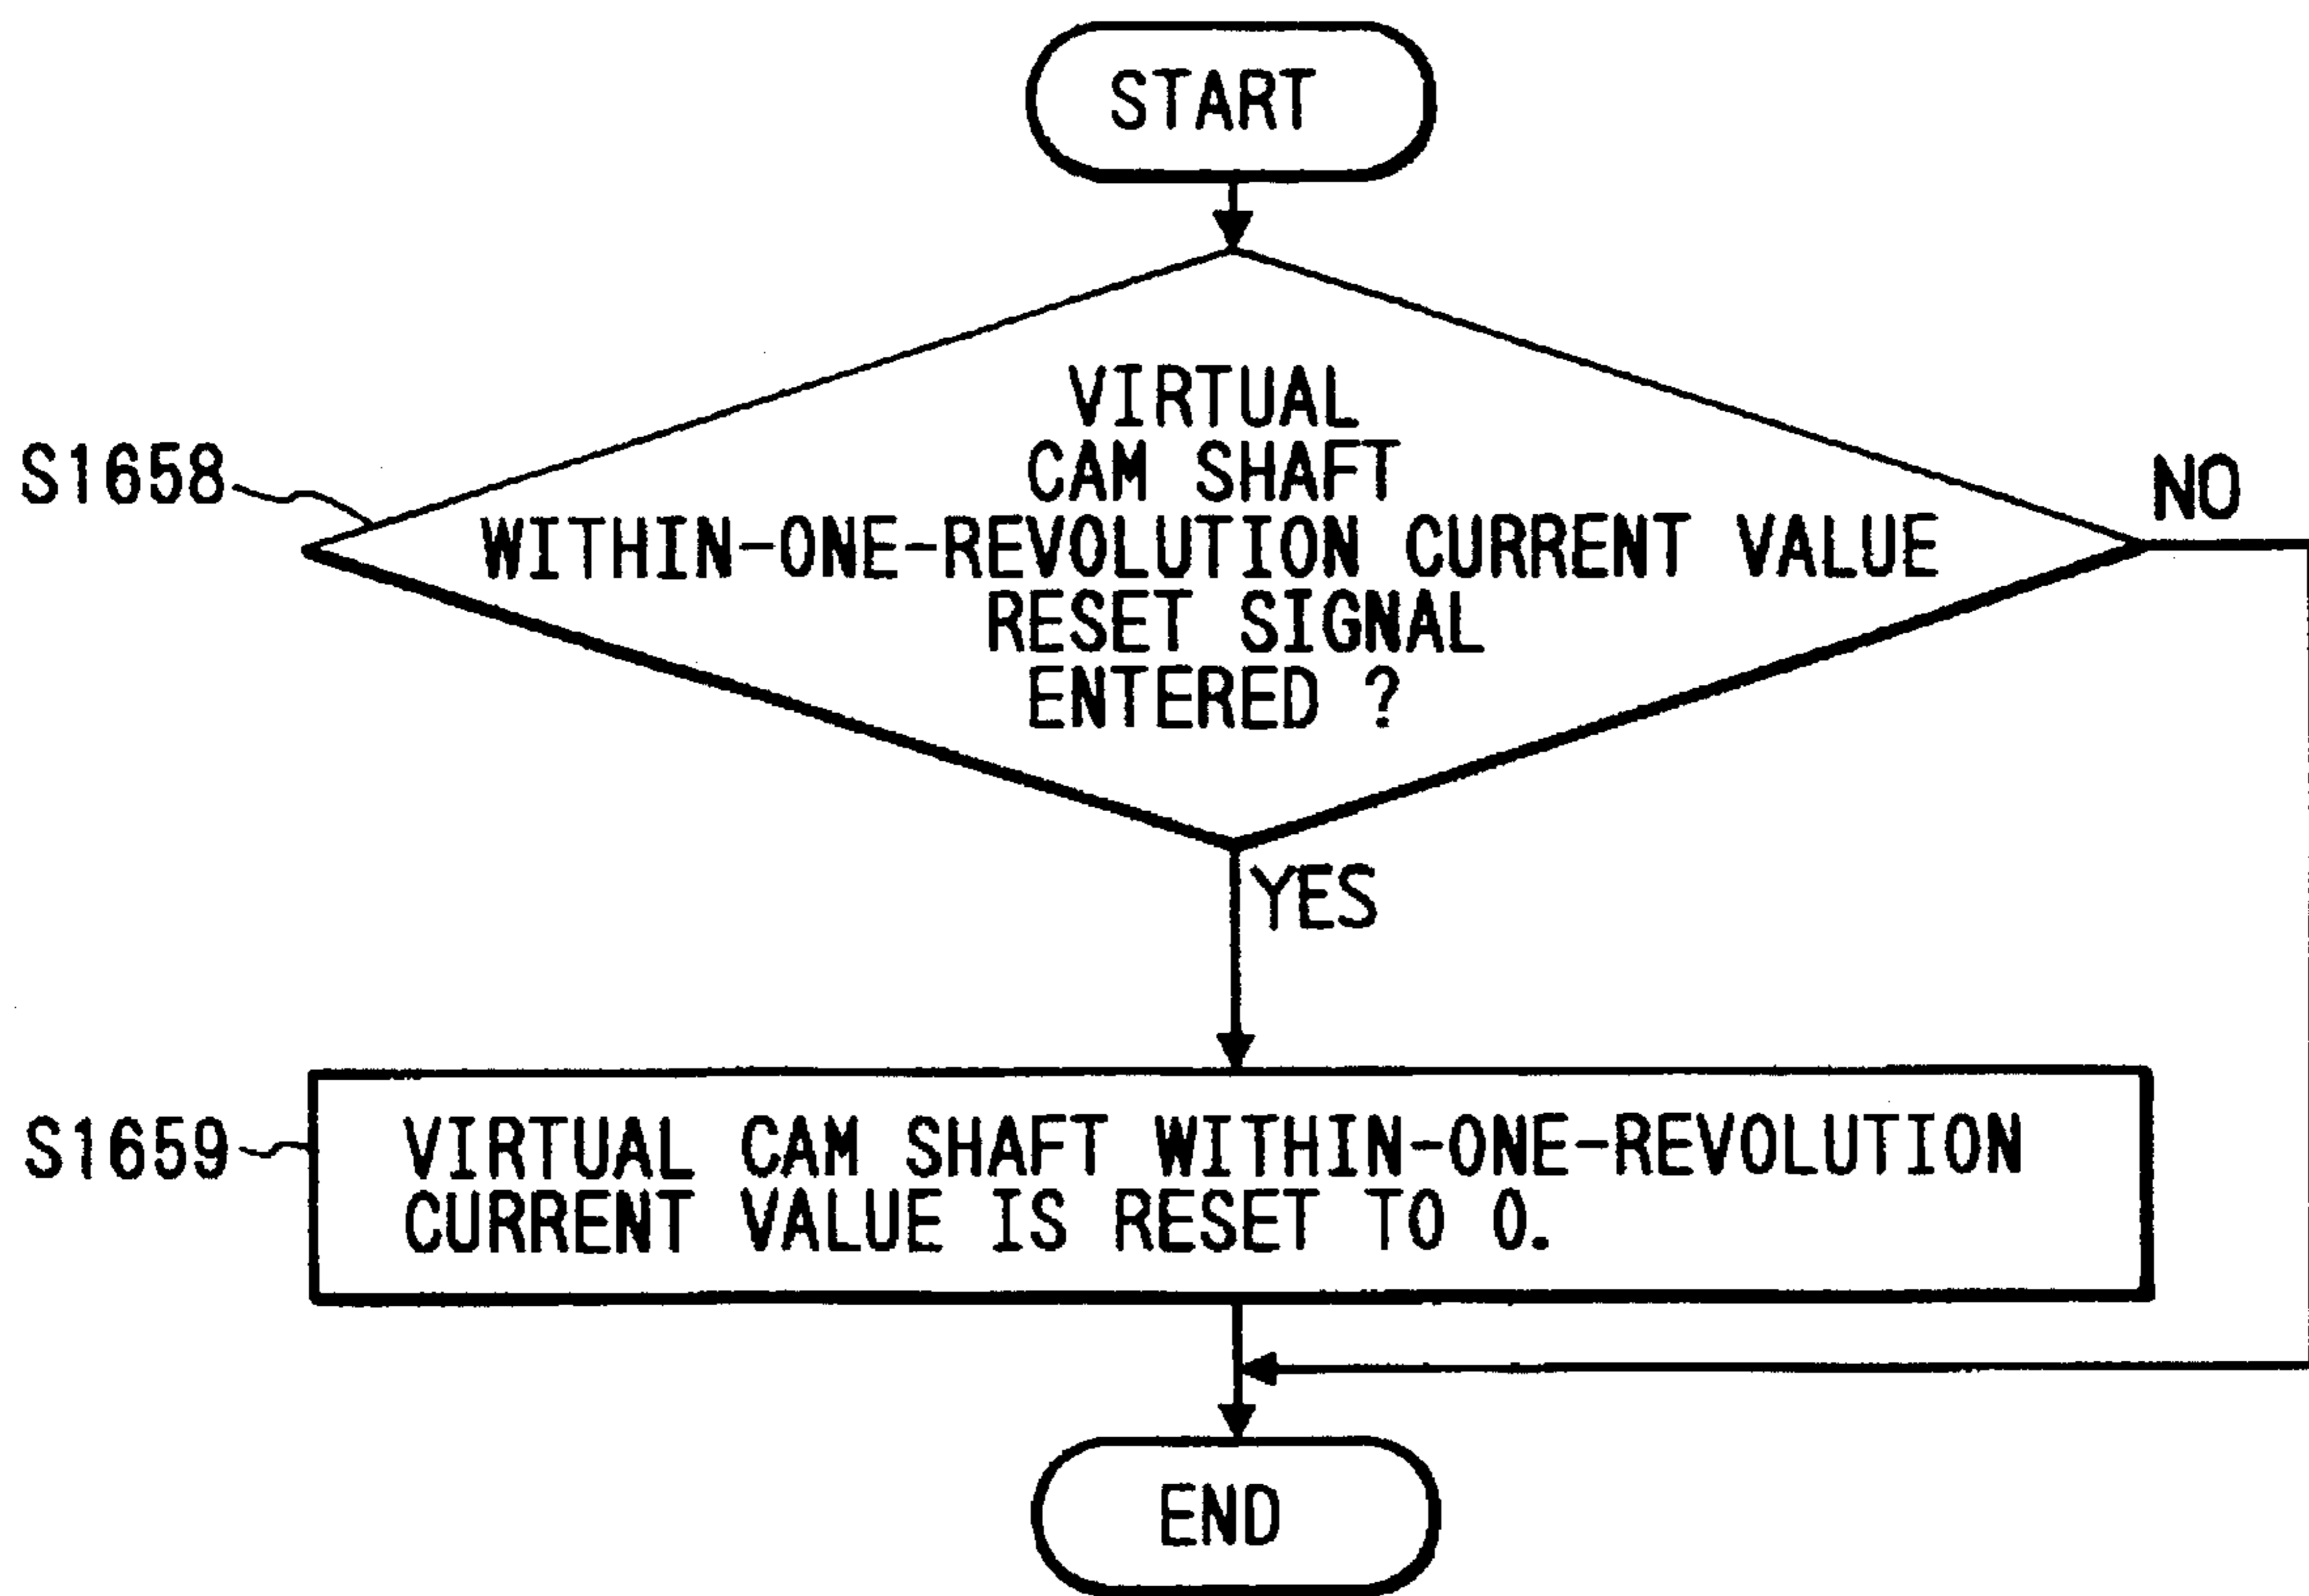 START
S1658
VIRTUAL
CAM SHAFT
WITHIN-ONE-REVOLUTION CURRENT VALUE
RESET SIGNAL
ENTERED ?
NO
YES
S1659
VIRTUAL CAM SHAFT WITHIN-ONE-REVOLUTION
CURRENT VALUE IS RESET TO 0.
END